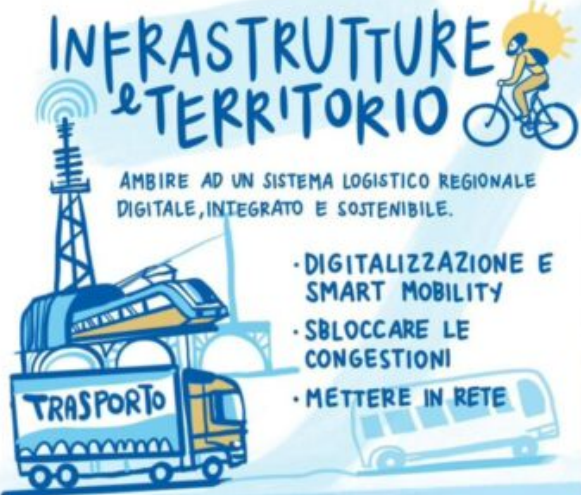 INFRASTRUTTURE
e TERRITORIO
AMBIRE AD UN SISTEMA LOGISTICO REGIONALE
DIGITALE, INTEGRATO E SOSTENIBILE.
· DIGITALIZZAZIONE E
SMART MOBILITY
· SBLOCCARE LE
CONGESTIONI
· METTERE IN RETE
TRASPORTO